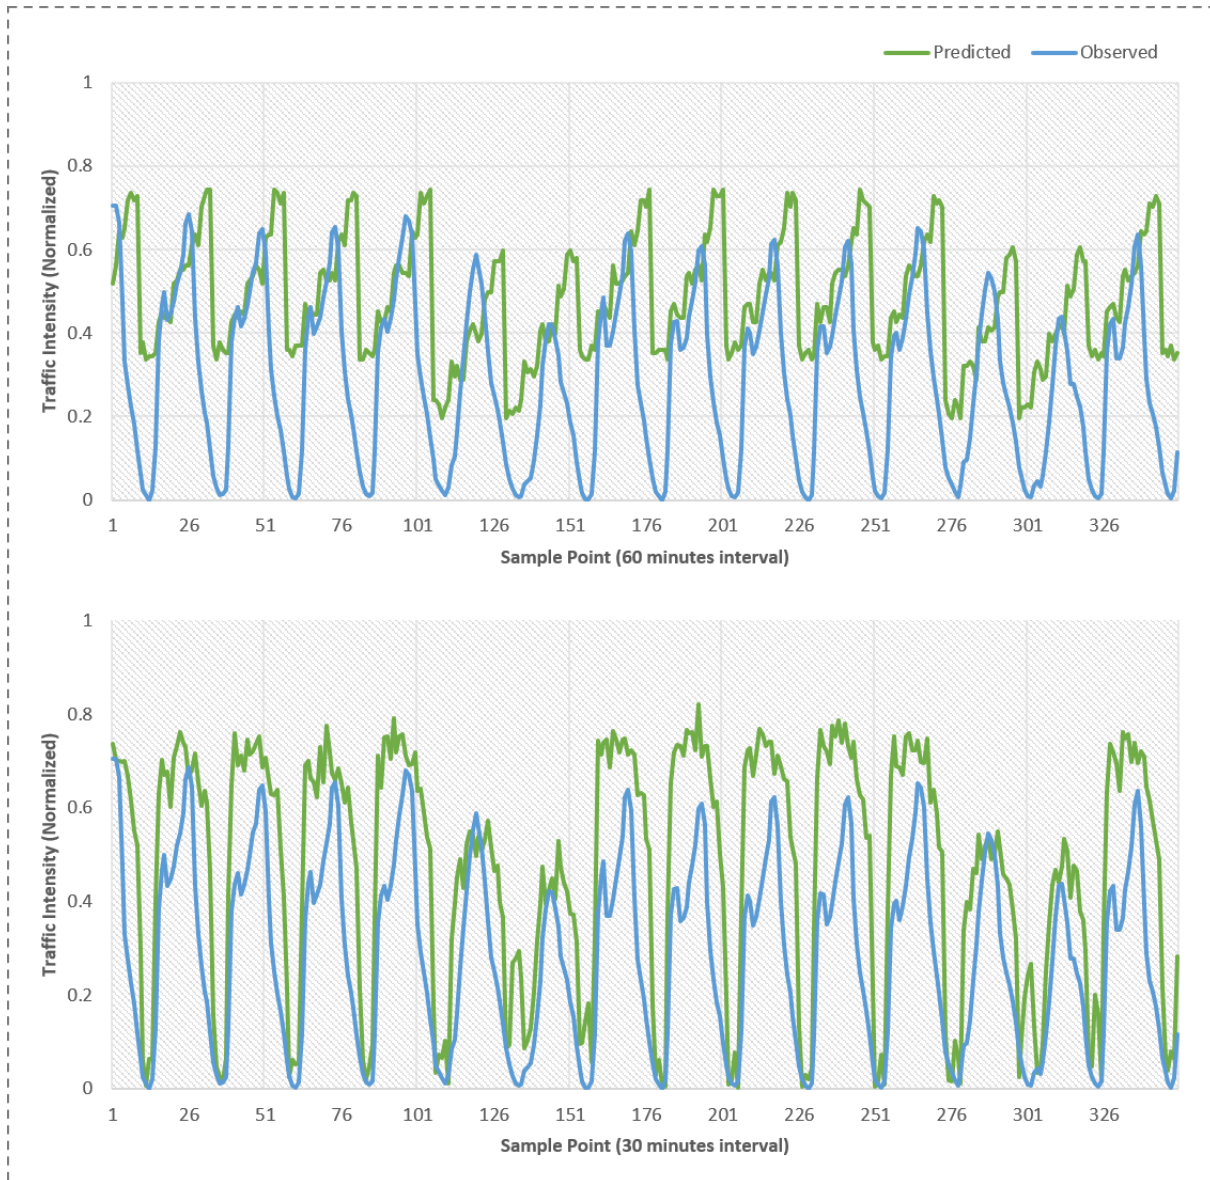 Predicted Observed
1
0.8
0.6
0.4
0.2
0
Traffic Intensity (Normalized)
1 26 51 76 101 126 151 176 201 226 251 276 301 326
Sample Point (60 minutes interval)
1
0.8
0.6
0.4
0.2
0
Traffic Intensity (Normalized)
1 26 51 76 101 126 151 176 201 226 251 276 301 326
Sample Point (30 minutes interval)